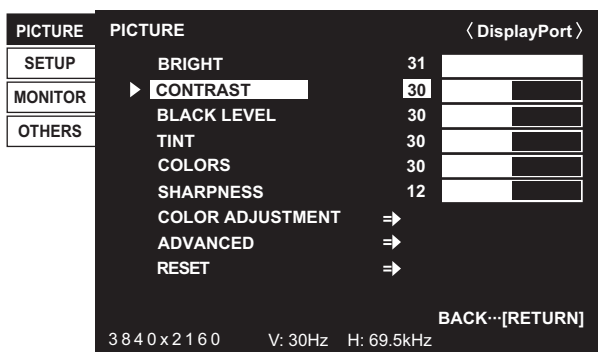 PICTURE
SETUP
MONITOR
OTHERS
PICTURE 〈DisplayPort〉
BRIGHT 31
CONTRAST 30
BLACK LEVEL 30
TINT 30
COLORS 30
SHARPNESS 12
COLOR ADJUSTMENT
ADVANCED
RESET
BACK···[RETURN]
3840x2160 V: 30Hz H: 69.5kHz